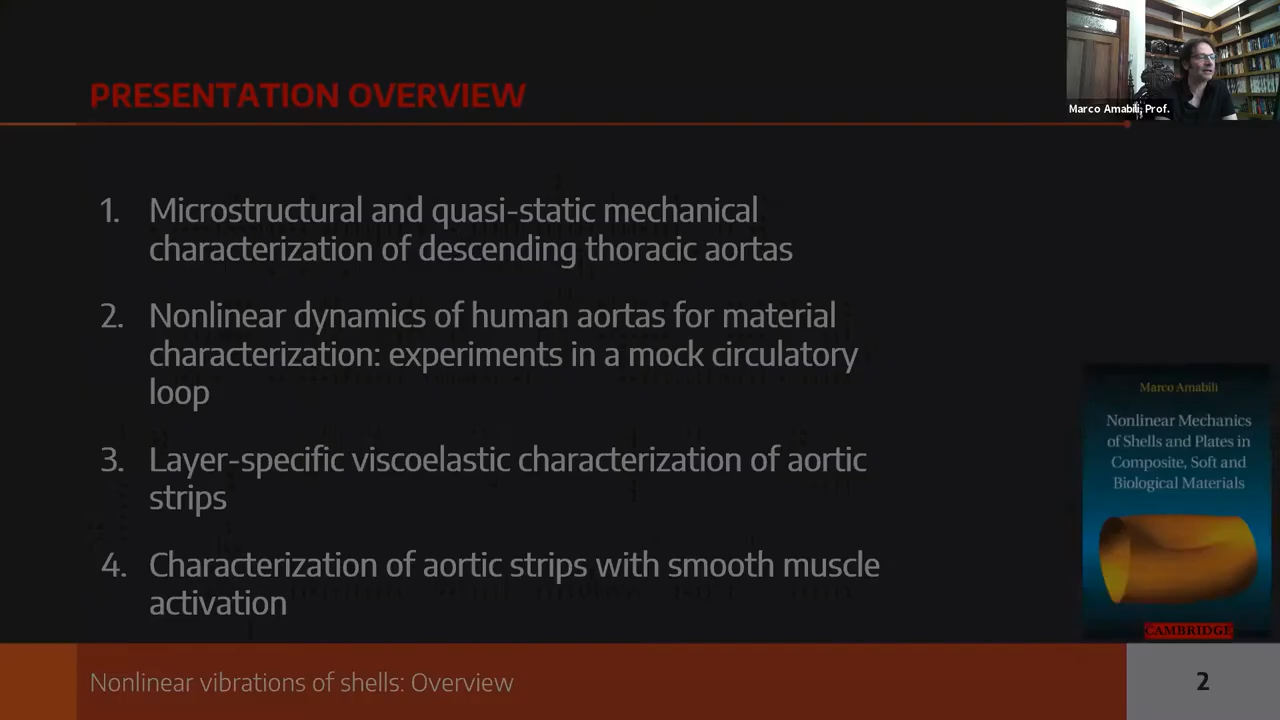 PRESENTATION OVERVIEW
Marco Amabili, Prof.
1. Microstructural and quasi-static mechanical
characterization of descending thoracic aortas
2. Nonlinear dynamics of human aortas for material
characterization: experiments in a mock circulatory
loop
3. Layer-specific viscoelastic characterization of aortic
strips
4. Characterization of aortic strips with smooth muscle
activation
Marco Amabili
Nonlinear Mechanics
of Shells and Plates in
Composite, Soft and
Biological Materials
CAMBRIDGE
Nonlinear vibrations of shells: Overview
2